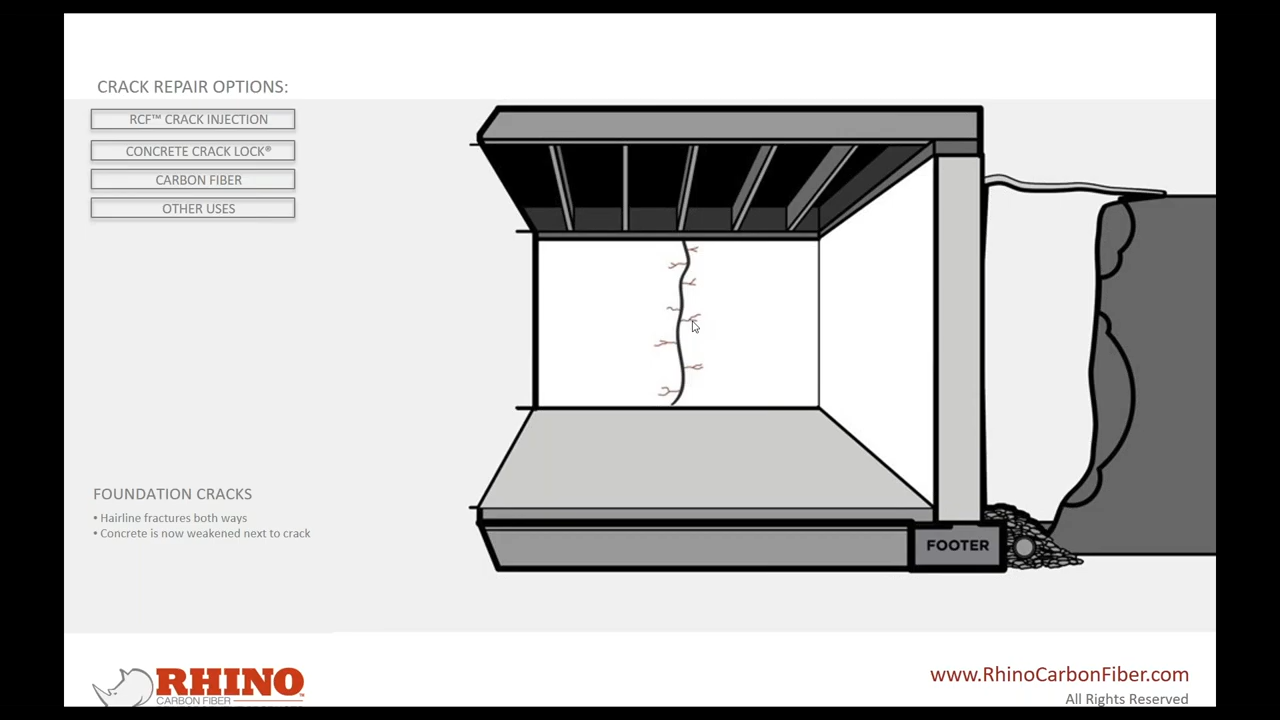 CRACK REPAIR OPTIONS:
RCF™ CRACK INJECTION
CONCRETE CRACK LOCK®
CARBON FIBER
OTHER USES
FOOTER
FOUNDATION CRACKS
• Hairline fractures both ways
• Concrete is now weakened next to crack
RHINO™
CARBON FIBER
www.RhinoCarbonFiber.com
All Rights Reserved